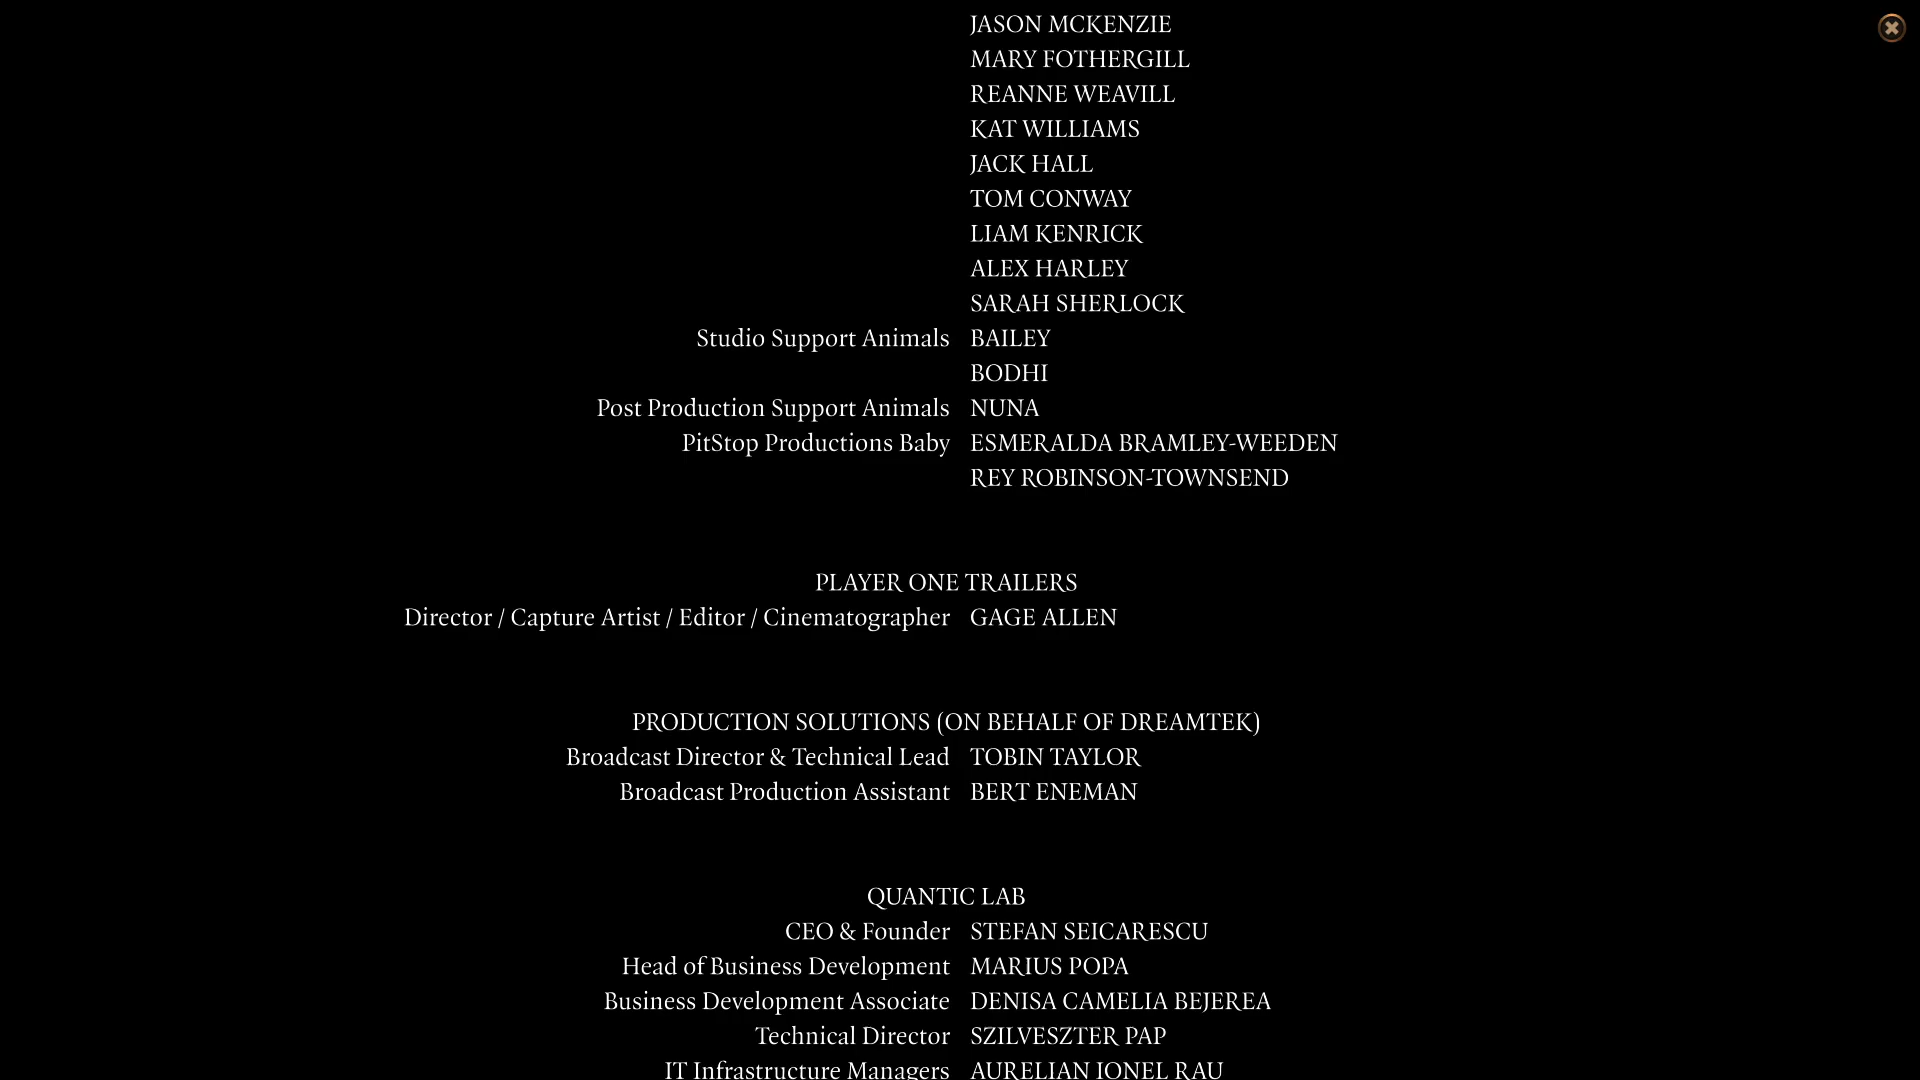 JASON MCKENZIE
MARY FOTHERGILL
REANNE WEAVILL
KAT WILLIAMS
JACK HALL
TOM CONWAY
LIAM KENRICK
ALEX HARLEY
SARAH SHERLOCK
Studio Support Animals BAILEY
BODHI
Post Production Support Animals NUNA
PitStop Productions Baby ESMERALDA BRAMLEY-WEEDEN
REY ROBINSON-TOWNSEND
PLAYER ONE TRAILERS
Director / Capture Artist / Editor / Cinematographer GAGE ALLEN
PRODUCTION SOLUTIONS (ON BEHALF OF DREAMTEK)
Broadcast Director & Technical Lead TOBIN TAYLOR
Broadcast Production Assistant BERT ENEMAN
QUANTIC LAB
CEO & Founder STEFAN SEICARESCU
Head of Business Development MARIUS POPA
Business Development Associate DENISA CAMELIA BEJEREA
Technical Director SZILVESZTER PAP
IT Infrastructure Managers AURELIAN IONEL RAU